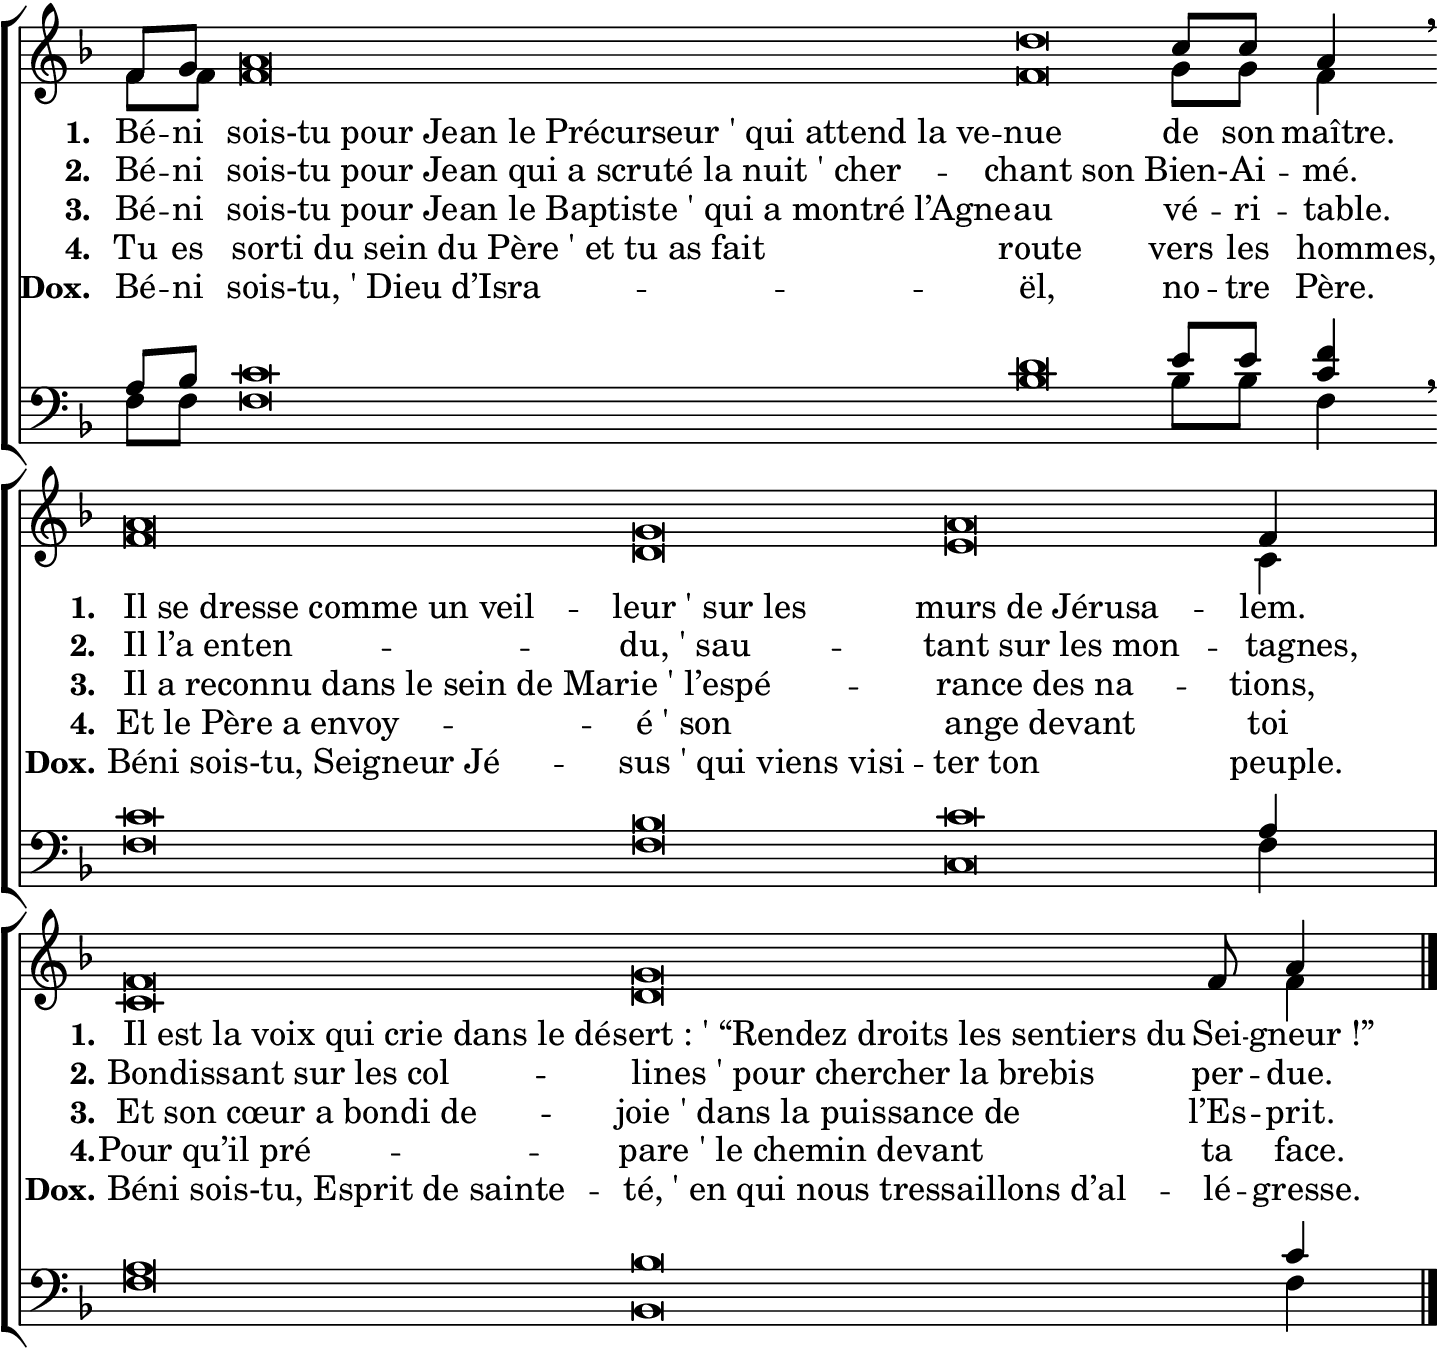 1. Bé -- ni sois-tu pour Jean le Précurseur ' qui attend la ve -- nue de son maître.
2. Bé -- ni sois-tu pour Jean qui a scruté la nuit ' cher -- chant son Bien-Ai -- mé.
3. Bé -- ni sois-tu pour Jean le Baptiste ' qui a montré l’Agneau vé -- ri -- table.
4. Tu es sorti du sein du Père ' et tu as fait route vers les hommes,
Dox. Bé -- ni sois-tu, ' Dieu d’Isra -- -- -- ël, no -- tre Père.
1. Il se dresse comme un veil -- leur ' sur les murs de Jérusa -- lem.
2. Il l’a enten -- -- du, ' sau -- tant sur les mon -- tagnes,
3. Il a reconnu dans le sein de Marie ' l’espé -- rance des na -- tions,
4. Et le Père a envoy -- -- é ' son ange devant toi
Dox. Béni sois-tu, Seigneur Jé -- sus ' qui viens visi -- ter ton peuple.
1. Il est la voix qui crie dans le désert : ' “Rendez droits les sentiers du Sei -- gneur !”
2. Bondissant sur les col -- lines ' pour chercher la brebis per -- due.
3. Et son cœur a bondi de -- joie ' dans la puissance de l’Es -- prit.
4. Pour qu’il pré -- -- pare ' le chemin devant ta face.
Dox. Béni sois-tu, Esprit de sainte -- té, ' en qui nous tressaillons d’al -- lé -- gresse.